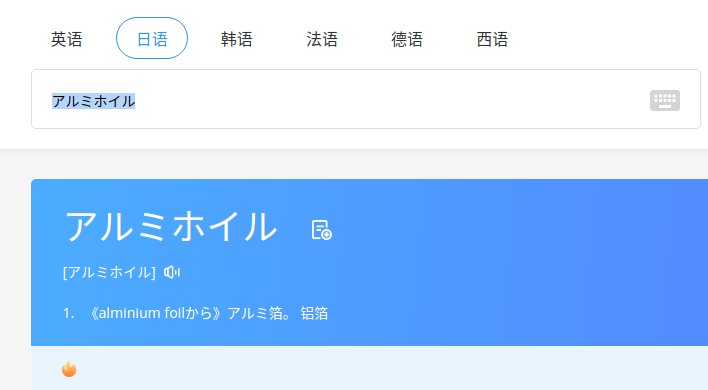 英语 日语 韩语 法语 德语 西语
アルミホイル
アルミホイル
[アルミホイル]
1. 《alminium foilから》アルミ箔。 铝箔